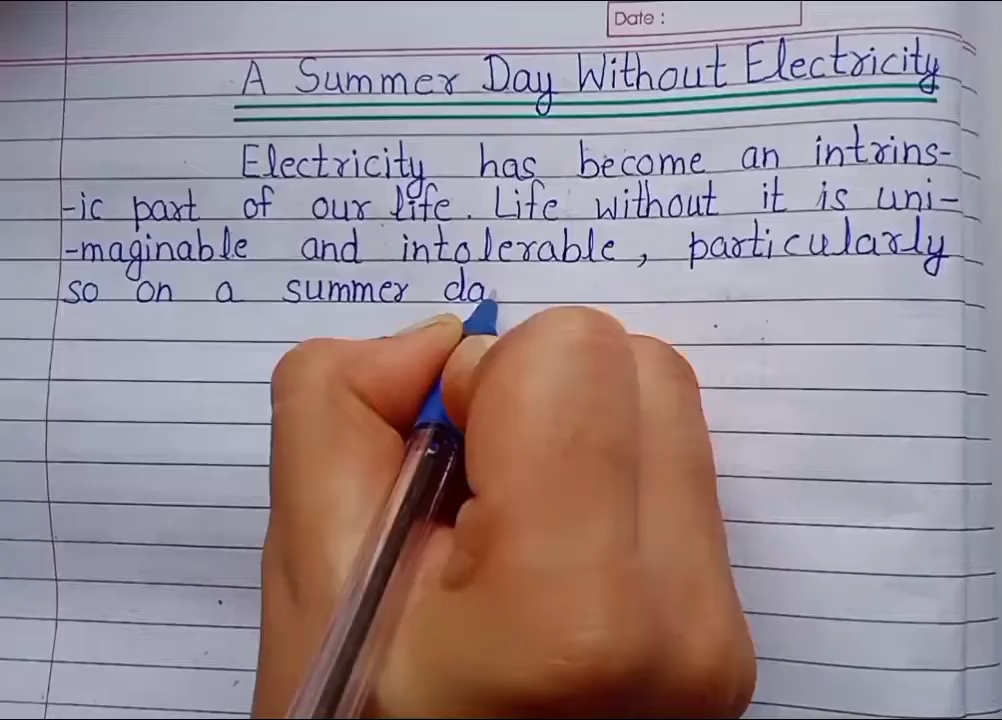 Date :
A Summer Day Without Electricity
Electricity has become an intrins-
-ic part of our life. Life without it is uni-
-maginable and intolerable, particularly
so on a summer da